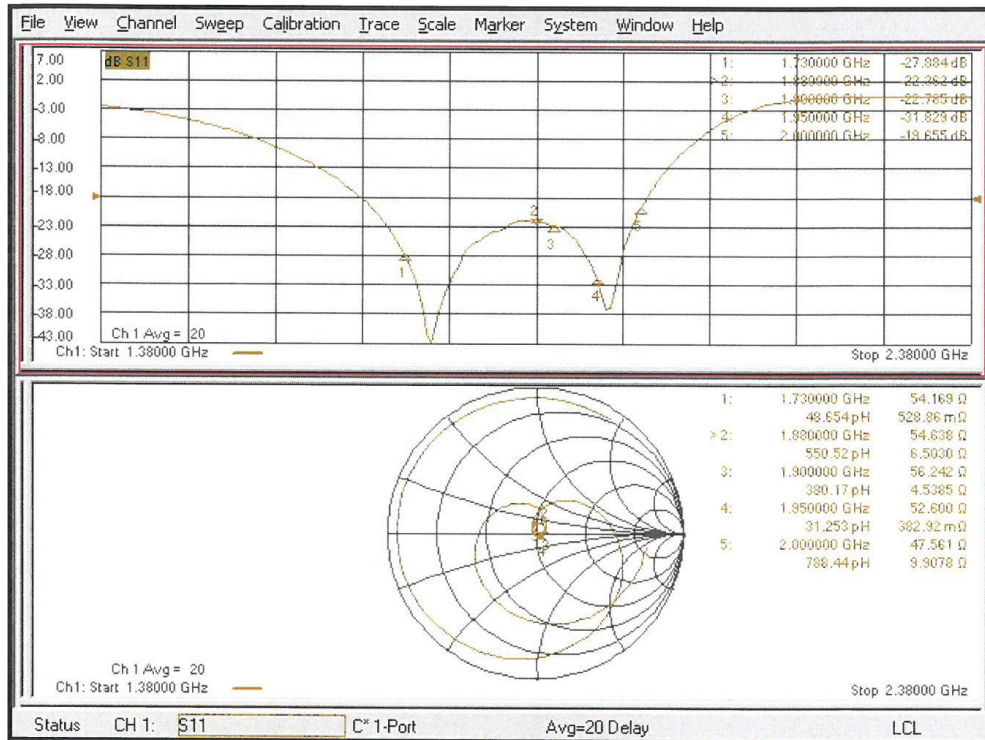 File View Channel Sweep Calibration Trace Scale Marker System Window Help
7.00
2.00
-3.00
-8.00
-13.00
-18.00
-23.00
-28.00
-33.00
-38.00
-43.00
dB S11
1: 1.730000 GHz -27.884 dB
>2: 1.880000 GHz -22.362 dB
3: 1.900000 GHz -22.785 dB
4: 1.950000 GHz -31.829 dB
5: 2.000000 GHz -19.655 dB
1
2
3
4
5
Ch 1 Avg = 20
Ch1: Start 1.38000 GHz
Stop 2.38000 GHz
1: 1.730000 GHz 54.169 Ω
48.654 pH 528.86 mΩ
>2: 1.880000 GHz 54.638 Ω
550.52 pH 6.5030 Ω
3: 1.900000 GHz 56.242 Ω
380.17 pH 4.5385 Ω
4: 1.950000 GHz 52.600 Ω
31.253 pH 382.92 mΩ
5: 2.000000 GHz 47.561 Ω
788.44 pH 9.9078 Ω
Ch 1 Avg = 20
Ch1: Start 1.38000 GHz
Stop 2.38000 GHz
Status CH 1: S11 C* 1-Port Avg=20 Delay LCL